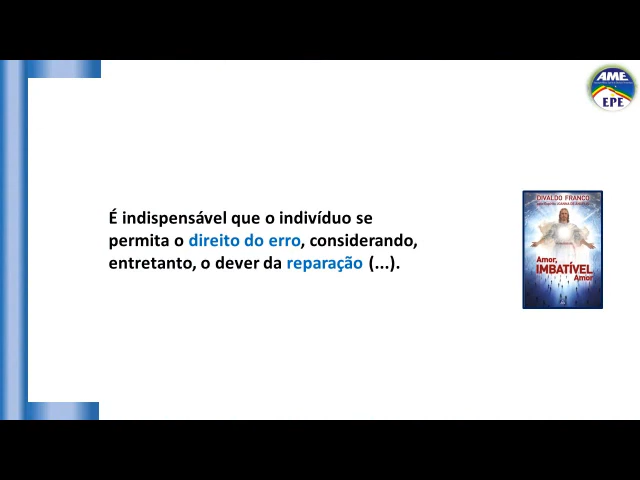 AME
EPE
É indispensável que o indivíduo se
permita o direito do erro, considerando,
entretanto, o dever da reparação (...).
DIVALDO FRANCO
Amor,
IMBATÍVEL
Amor